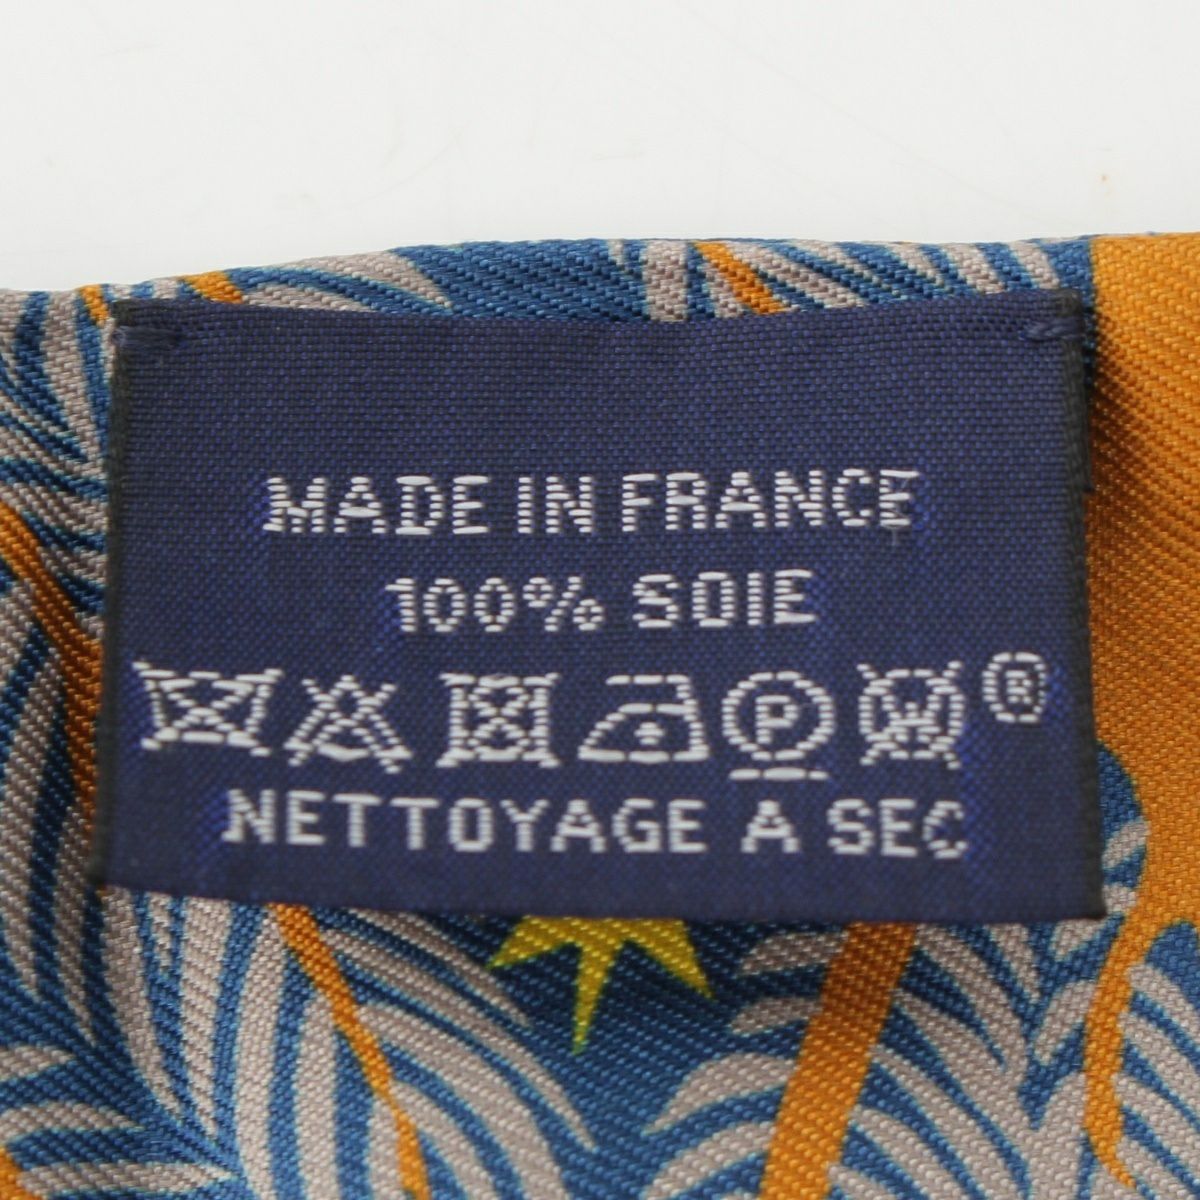 MADE IN FRANCE
100% SOIE
P W ®
NETTOYAGE A SEC